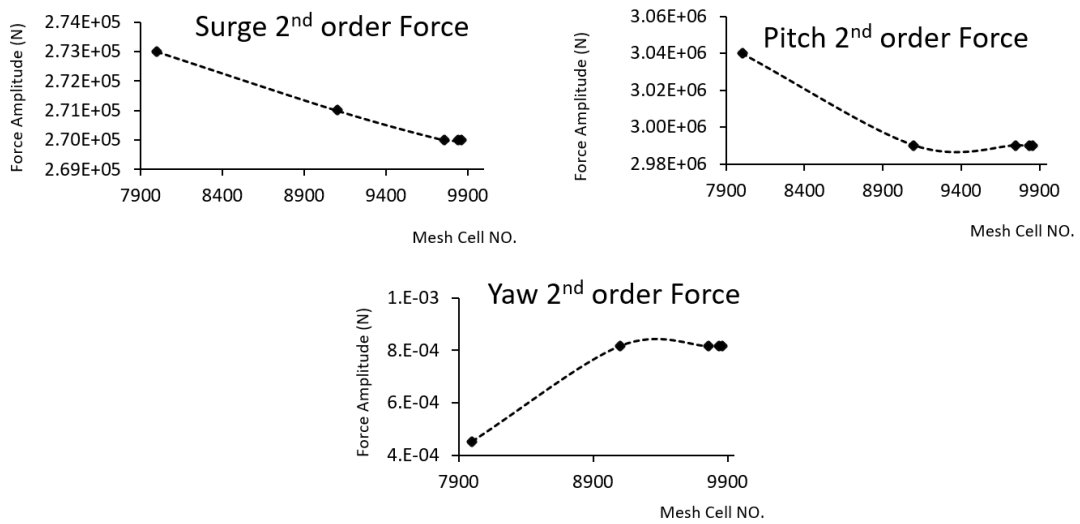 Surge 2nd order Force
Force Amplitude (N)
2.74E+05
2.73E+05
2.72E+05
2.71E+05
2.70E+05
2.69E+05
7900 8400 8900 9400 9900
Mesh Cell NO.
Pitch 2nd order Force
Force Amplitude (N)
3.06E+06
3.04E+06
3.02E+06
3.00E+06
2.98E+06
7900 8400 8900 9400 9900
Mesh Cell NO.
Yaw 2nd order Force
Force Amplitude (N)
1.E-03
8.E-04
6.E-04
4.E-04
7900 8900 9900
Mesh Cell NO.